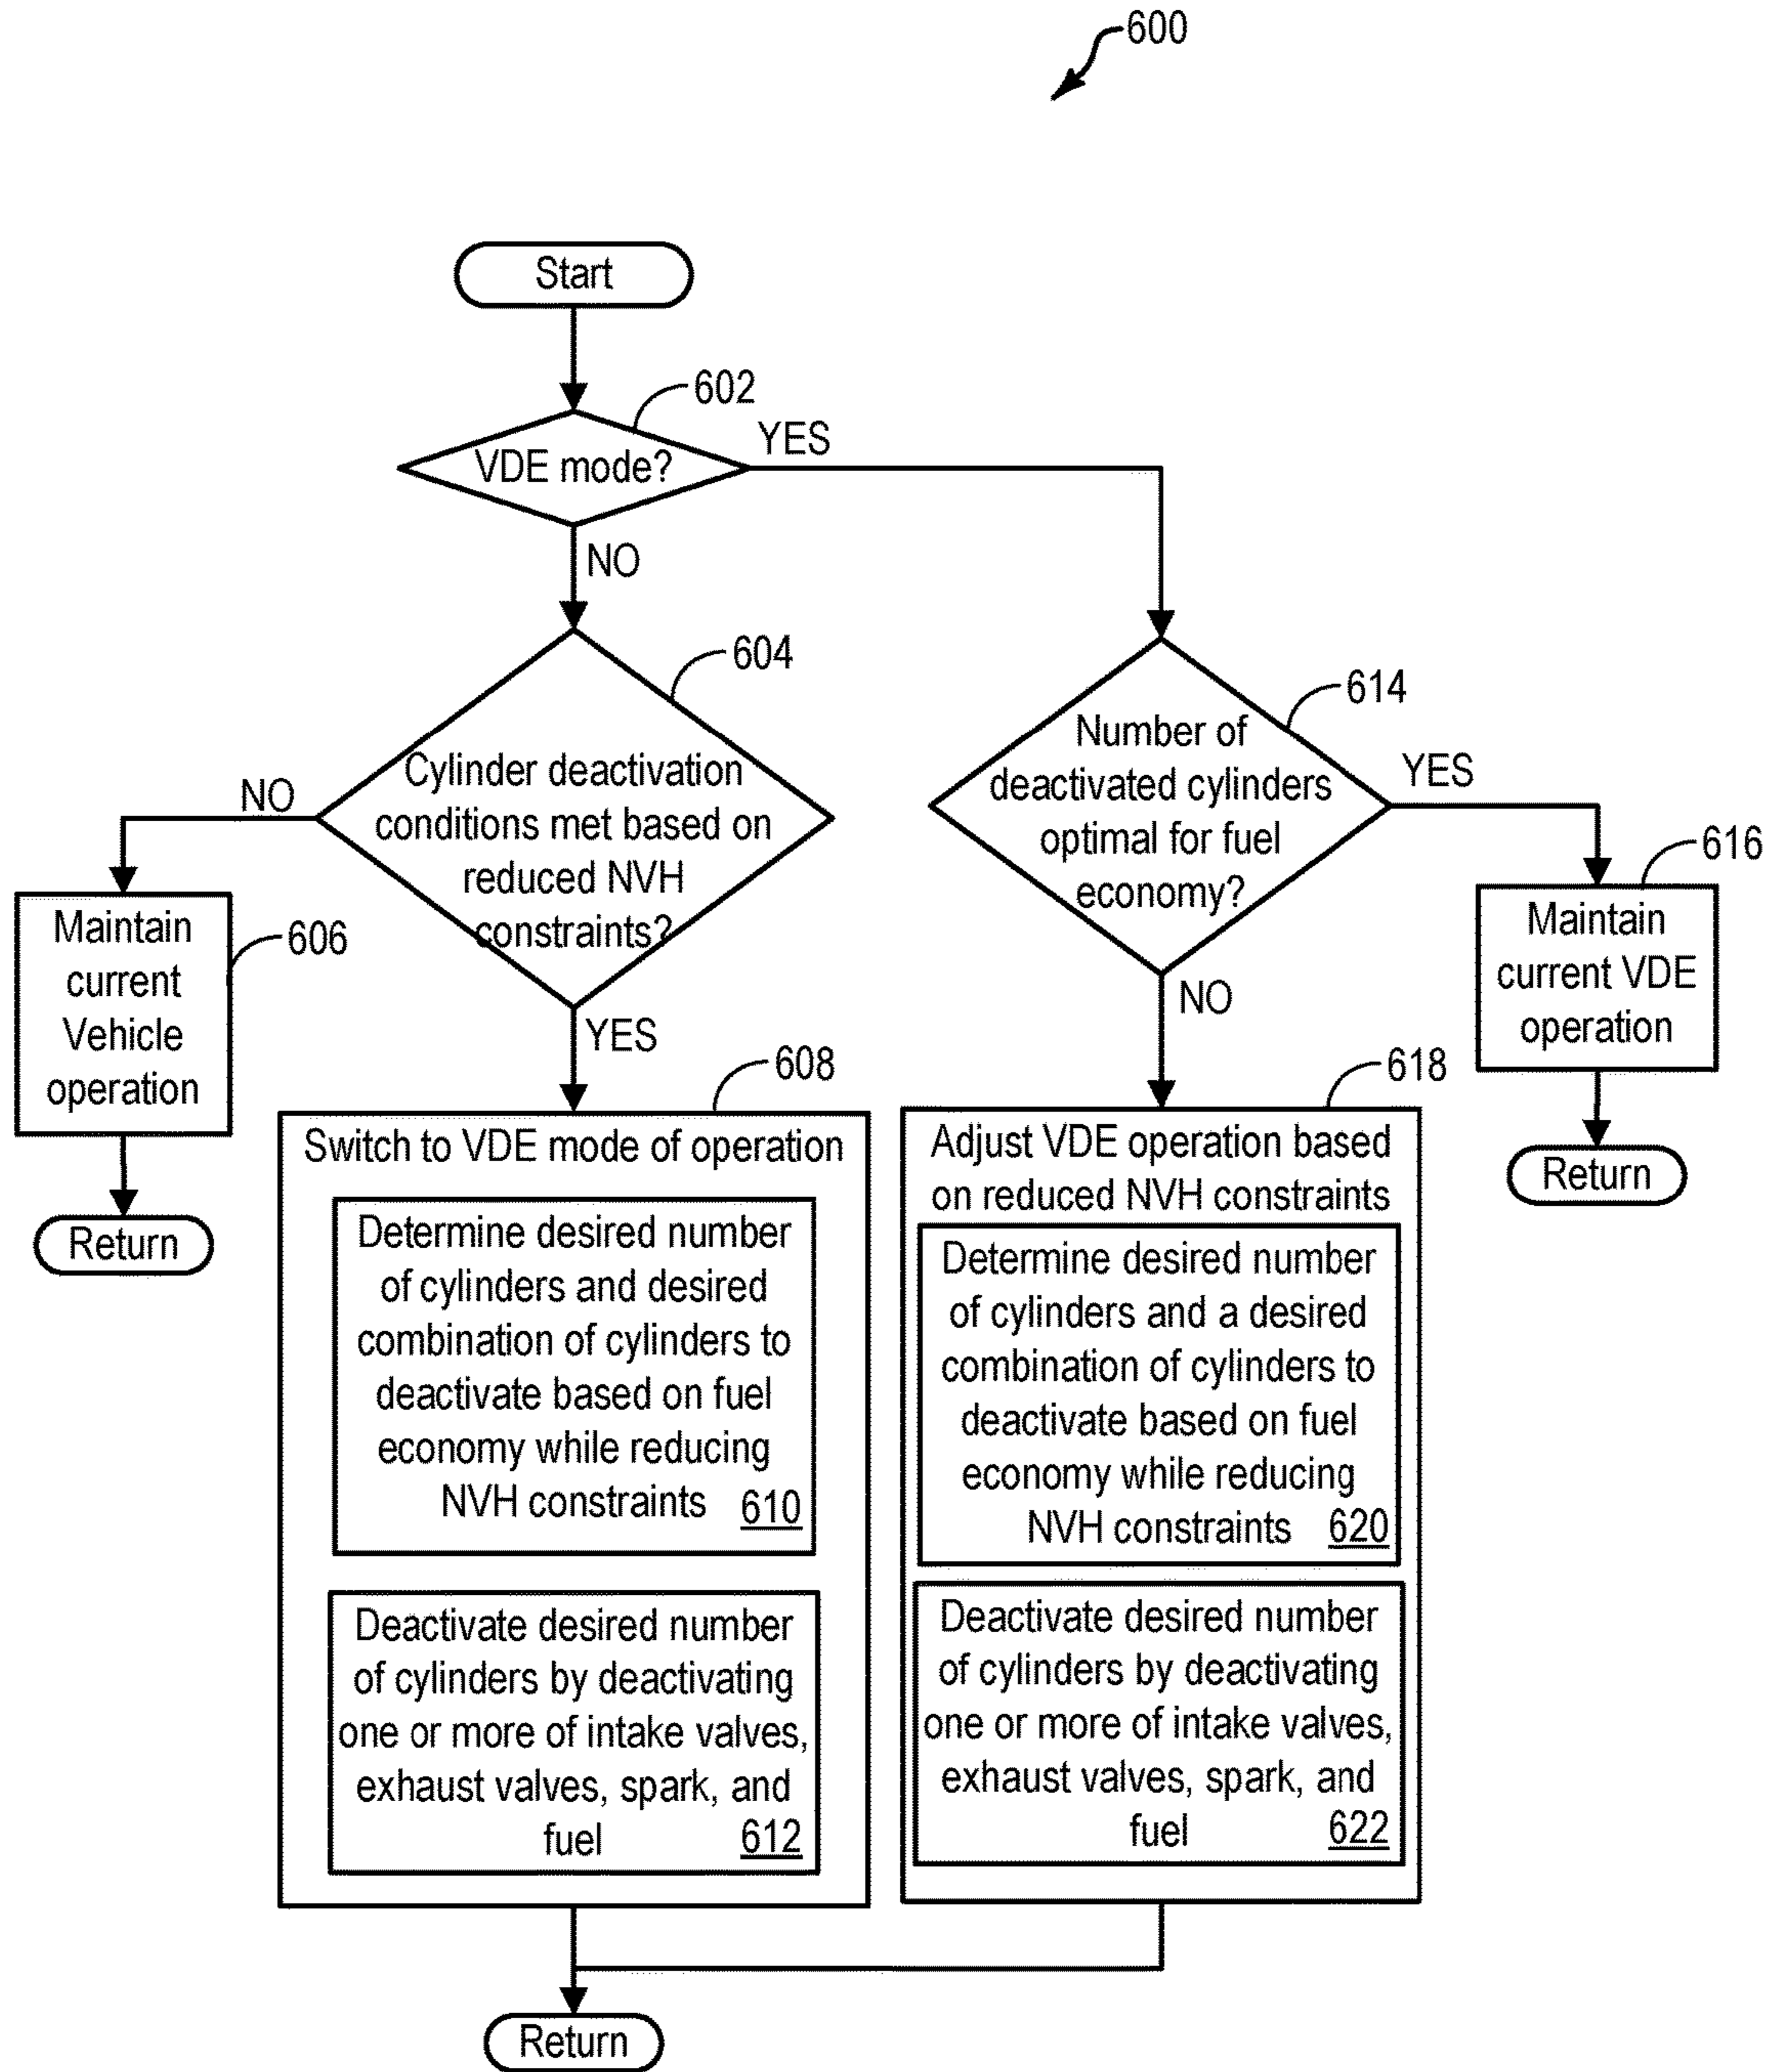 600
Start
602
VDE mode?
YES
NO
604
Cylinder deactivation
conditions met based on
reduced NVH
constraints?
NO
YES
614
Number of
deactivated cylinders
optimal for fuel
economy?
YES
NO
606
Maintain
current
Vehicle
operation
Return
616
Maintain
current VDE
operation
Return
608
Switch to VDE mode of operation
Determine desired number
of cylinders and desired
combination of cylinders to
deactivate based on fuel
economy while reducing
NVH constraints 610
Deactivate desired number
of cylinders by deactivating
one or more of intake valves,
exhaust valves, spark, and
fuel 612
618
Adjust VDE operation based
on reduced NVH constraints
Determine desired number
of cylinders and a desired
combination of cylinders to
deactivate based on fuel
economy while reducing
NVH constraints 620
Deactivate desired number
of cylinders by deactivating
one or more of intake valves,
exhaust valves, spark, and
fuel 622
Return